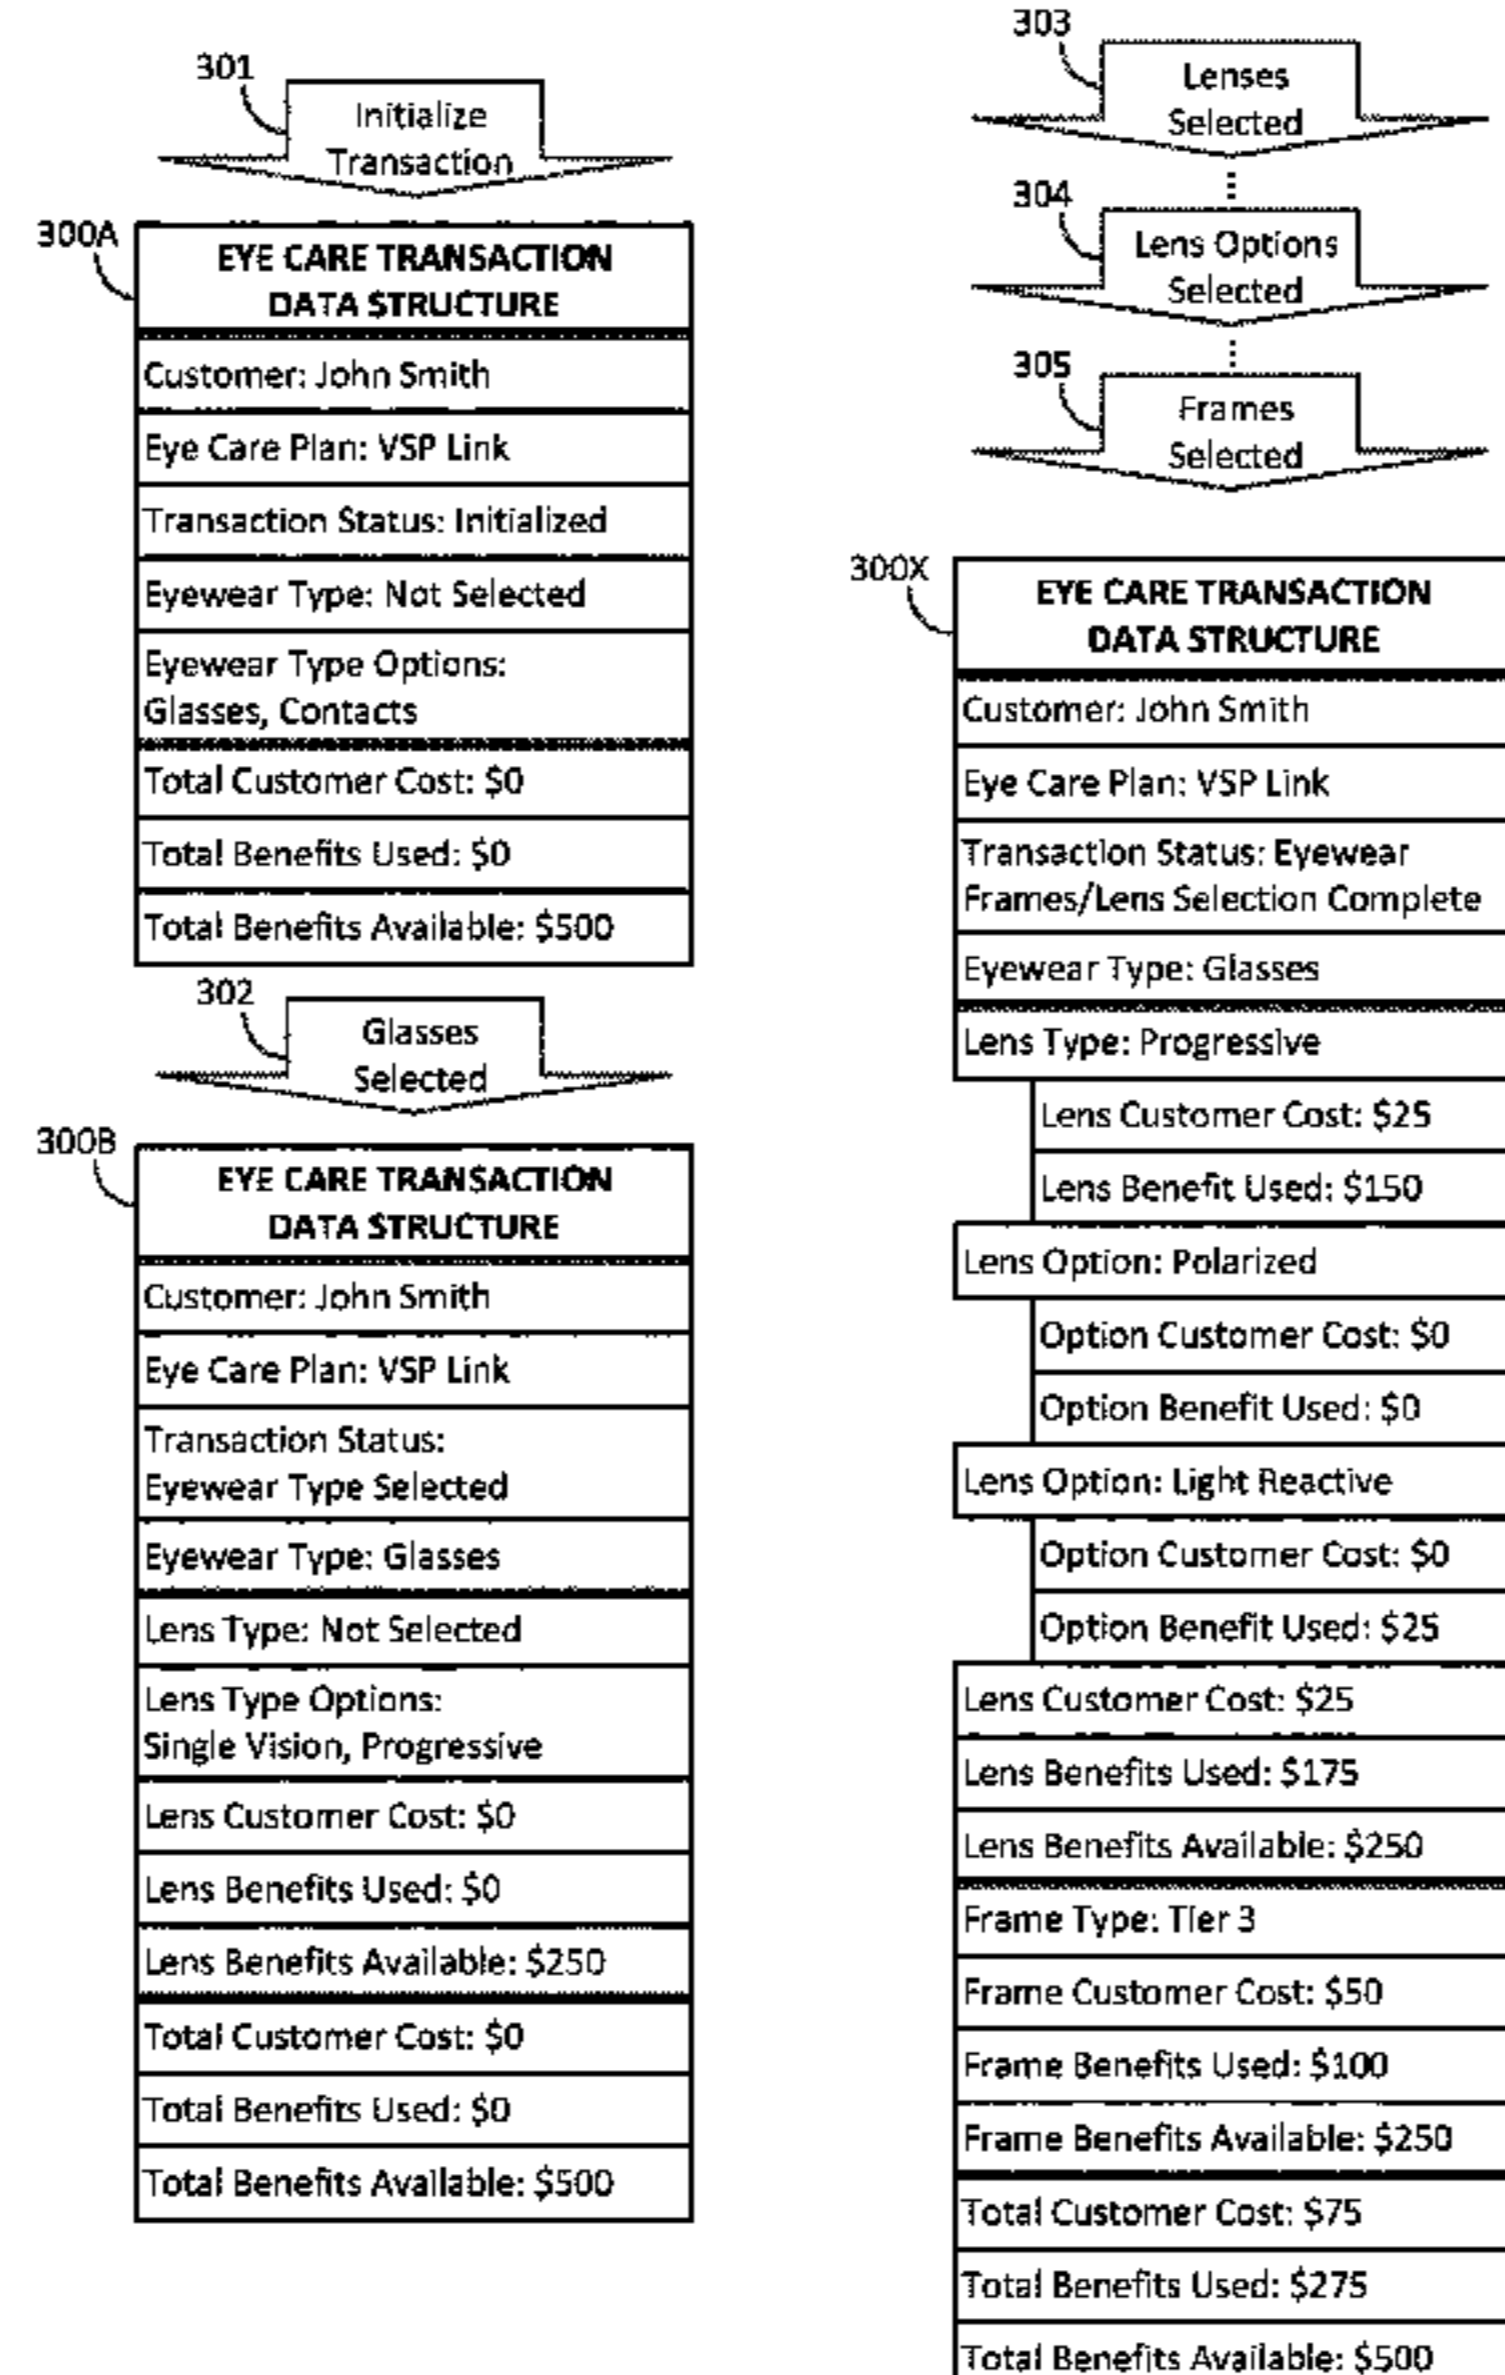 301
Initialize
Transaction
300A
EYE CARE TRANSACTION
DATA STRUCTURE
Customer: John Smith
Eye Care Plan: VSP Link
Transaction Status: Initialized
Eyewear Type: Not Selected
Eyewear Type Options:
Glasses, Contacts
Total Customer Cost: $0
Total Benefits Used: $0
Total Benefits Available: $500
302
Glasses
Selected
300B
EYE CARE TRANSACTION
DATA STRUCTURE
Customer: John Smith
Eye Care Plan: VSP Link
Transaction Status:
Eyewear Type Selected
Eyewear Type: Glasses
Lens Type: Not Selected
Lens Type Options:
Single Vision, Progressive
Lens Customer Cost: $0
Lens Benefits Used: $0
Lens Benefits Available: $250
Total Customer Cost: $0
Total Benefits Used: $0
Total Benefits Available: $500
303
Lenses
Selected
304
Lens Options
Selected
305
Frames
Selected
300X
EYE CARE TRANSACTION
DATA STRUCTURE
Customer: John Smith
Eye Care Plan: VSP Link
Transaction Status: Eyewear
Frames/Lens Selection Complete
Eyewear Type: Glasses
Lens Type: Progressive
Lens Customer Cost: $25
Lens Benefit Used: $150
Lens Option: Polarized
Option Customer Cost: $0
Option Benefit Used: $0
Lens Option: Light Reactive
Option Customer Cost: $0
Option Benefit Used: $25
Lens Customer Cost: $25
Lens Benefits Used: $175
Lens Benefits Available: $250
Frame Type: Tier 3
Frame Customer Cost: $50
Frame Benefits Used: $100
Frame Benefits Available: $250
Total Customer Cost: $75
Total Benefits Used: $275
Total Benefits Available: $500